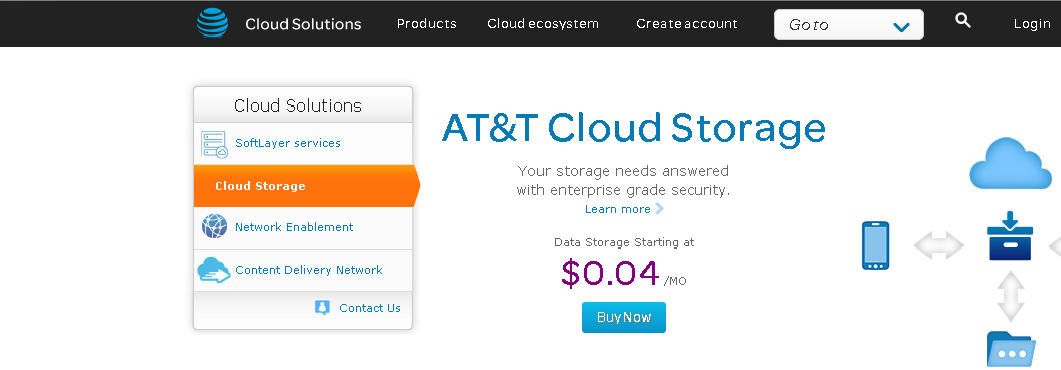 Cloud Solutions Products Cloud ecosystem Create account Go to Login
Cloud Solutions
SoftLayer services
Cloud Storage
Network Enablement
Content Delivery Network
Contact Us
AT&T Cloud Storage
Your storage needs answered
with enterprise grade security.
Learn more
Data Storage Starting at
$0.04 /MO
Buy Now